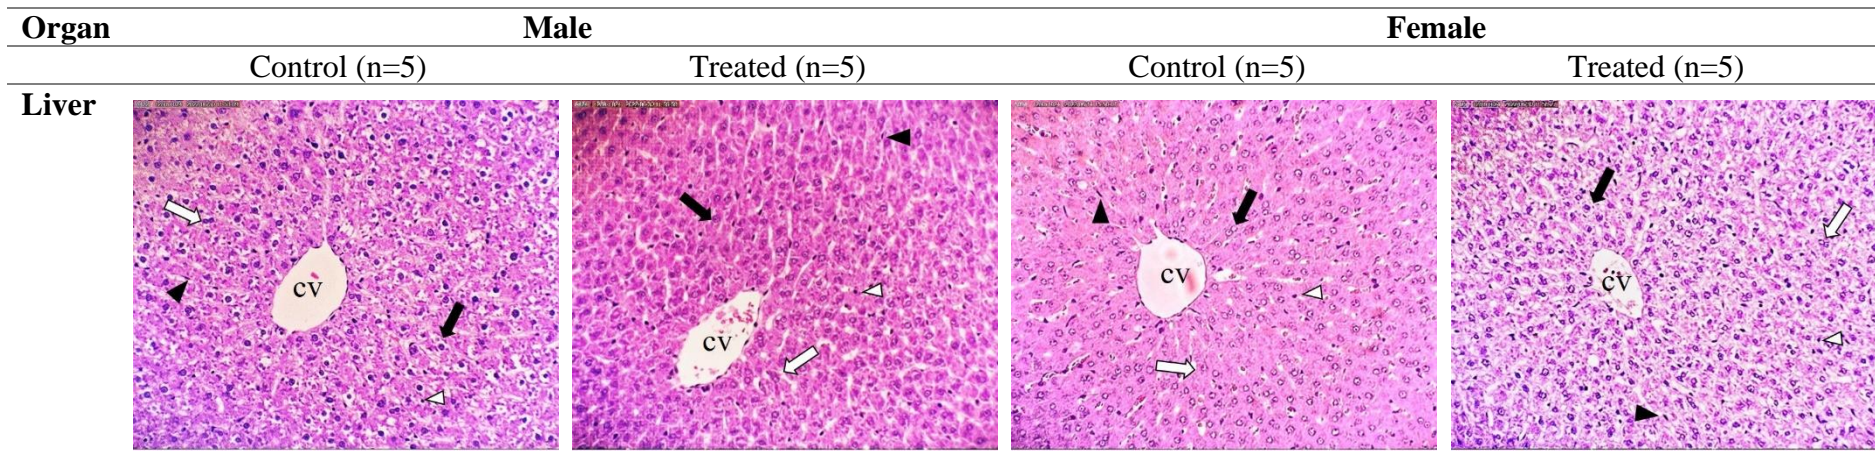 Organ Male Female
Control (n=5) Treated (n=5) Control (n=5) Treated (n=5)
Liver
cv
cv
cv
cv